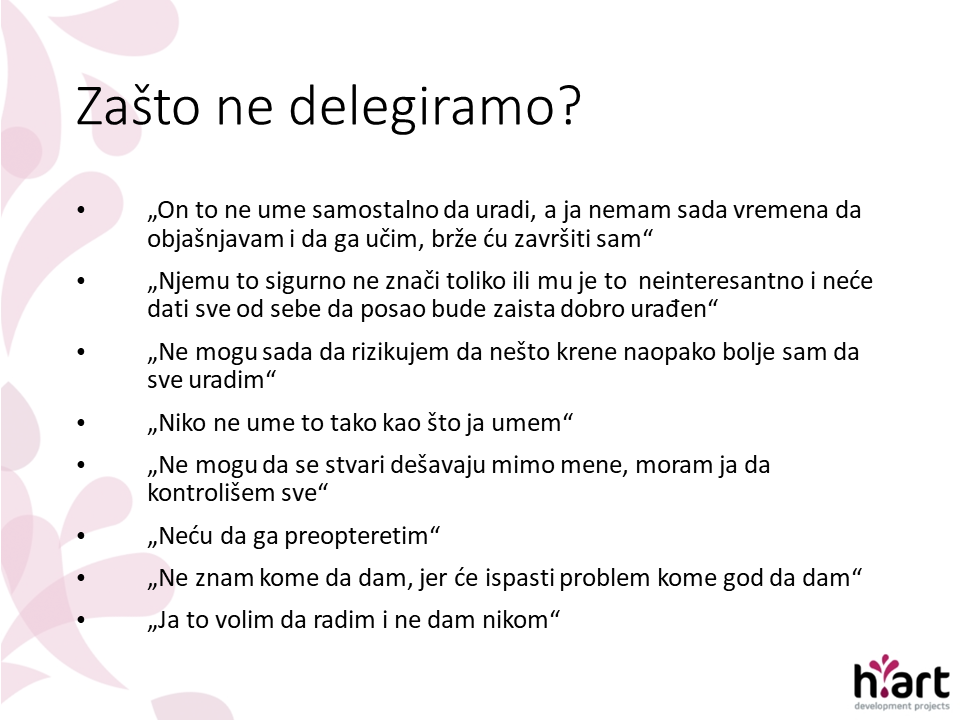 Zašto ne delegiramo?
• „On to ne ume samostalno da uradi, a ja nemam sada vremena da
objašnjavam i da ga učim, brže ću završiti sam“
• „Njemu to sigurno ne znači toliko ili mu je to  neinteresantno i neće
dati sve od sebe da posao bude zaista dobro urađen“
• „Ne mogu sada da rizikujem da nešto krene naopako bolje sam da
sve uradim“
• „Niko ne ume to tako kao što ja umem“
• „Ne mogu da se stvari dešavaju mimo mene, moram ja da
kontrolišem sve“
• „Neću da ga preopteretim“
• „Ne znam kome da dam, jer će ispasti problem kome god da dam“
• „Ja to volim da radim i ne dam nikom“
h.art
development projects